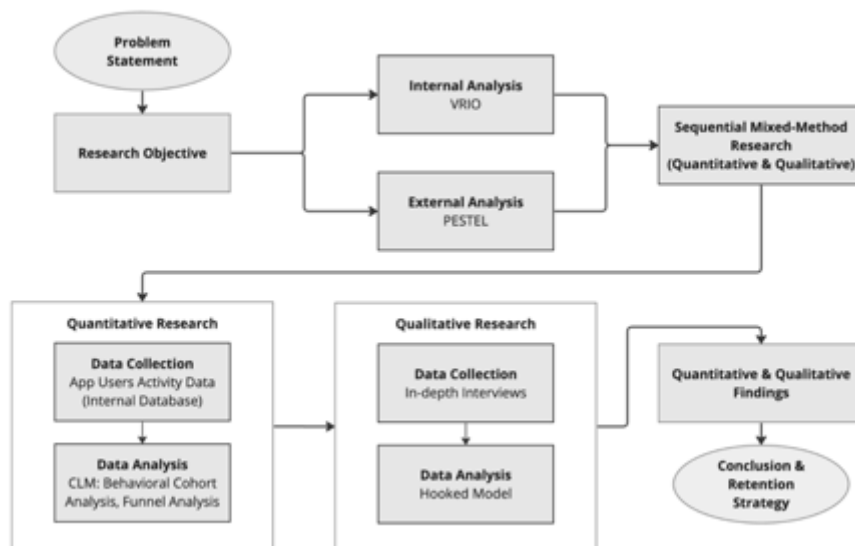 Problem
Statement
Research Objective
Internal Analysis
VRIO
External Analysis
PESTEL
Sequential Mixed-Method
Research
(Quantitative & Qualitative)
Quantitative Research
Data Collection
App Users Activity Data
(Internal Database)
Data Analysis
CLM: Behavioral Cohort
Analysis, Funnel Analysis
Qualitative Research
Data Collection
In-depth Interviews
Data Analysis
Hooked Model
Quantitative & Qualitative
Findings
Conclusion &
Retention
Strategy